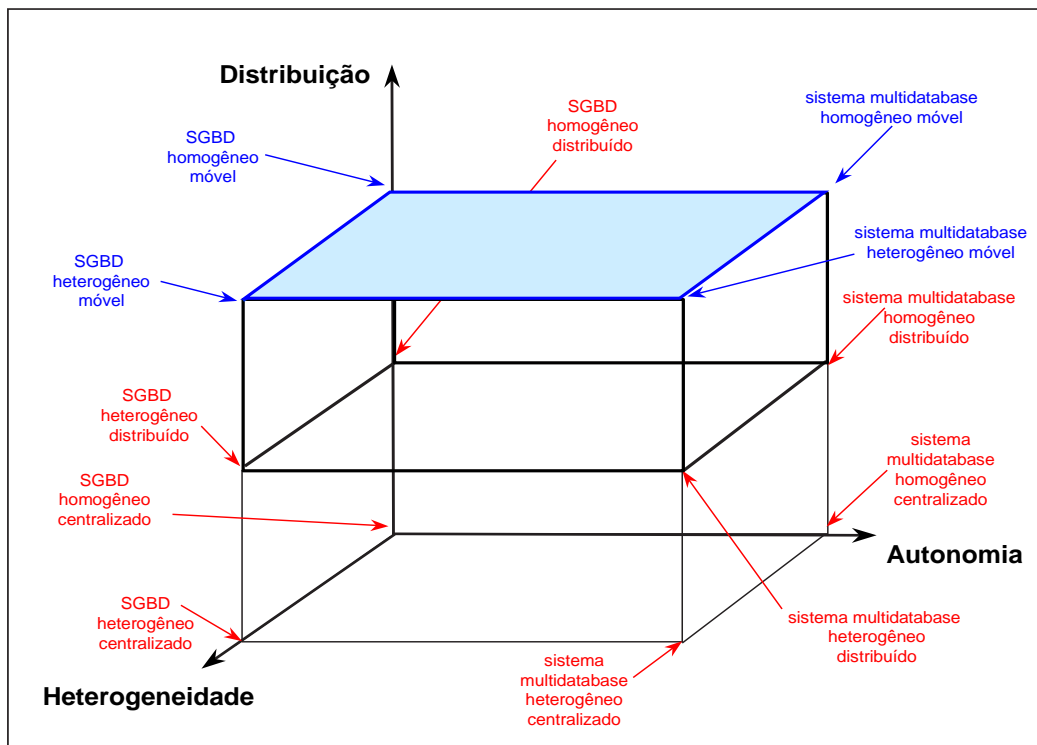 Distribuição
SGBD
homogêneo
móvel
SGBD
homogêneo
distribuído
sistema multidatabase
homogêneo móvel
SGBD
heterogêneo
móvel
sistema multidatabase
heterogêneo móvel
sistema multidatabase
homogêneo
distribuído
SGBD
heterogêneo
distribuído
SGBD
homogêneo
centralizado
sistema
multidatabase
homogêneo
centralizado
Autonomia
SGBD
heterogêneo
centralizado
sistema multidatabase
heterogêneo
distribuído
sistema
multidatabase
heterogêneo
centralizado
Heterogeneidade